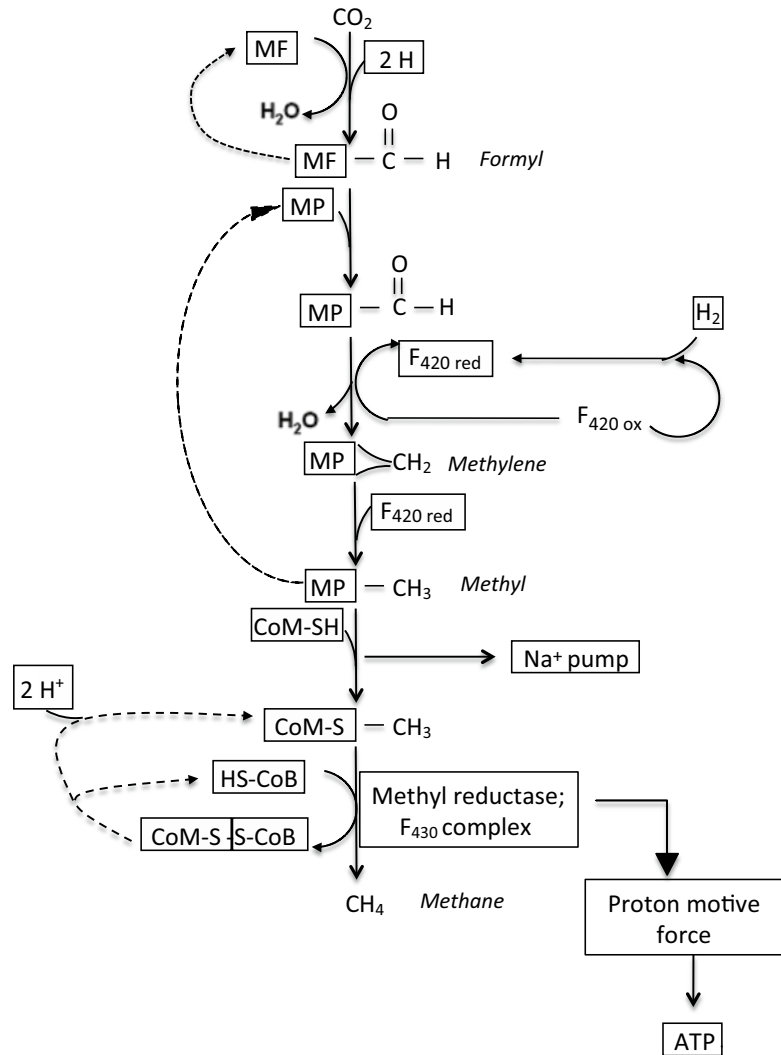 CO₂
MF
2 H
H₂O
O
MF – C – H Formyl
MP
O
MP – C – H
H₂
F₄₂₀ red
H₂O
F₄₂₀ ox
MP CH₂ Methylene
F₄₂₀ red
MP – CH₃ Methyl
CoM-SH
Na⁺ pump
2 H⁺
CoM-S – CH₃
HS-CoB
Methyl reductase;
F₄₃₀ complex
CoM-S -S-CoB
CH₄ Methane
Proton motive
force
ATP